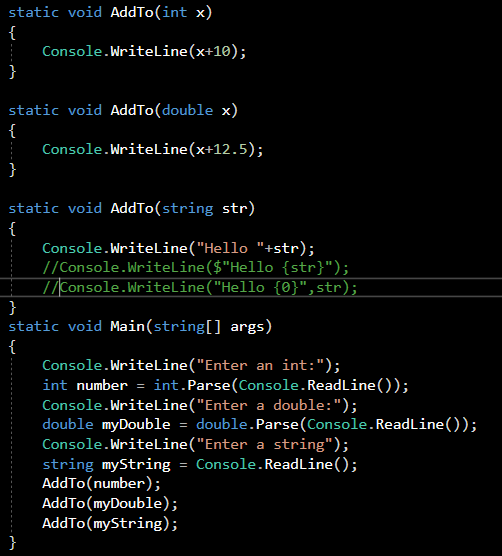 static void AddTo(int x)
{
Console.WriteLine(x+10);
}
static void AddTo(double x)
{
Console.WriteLine(x+12.5);
}
static void AddTo(string str)
{
Console.WriteLine("Hello "+str);
//Console.WriteLine($"Hello {str}");
//Console.WriteLine("Hello {0}",str);
}
static void Main(string[] args)
{
Console.WriteLine("Enter an int:");
int number = int.Parse(Console.ReadLine());
Console.WriteLine("Enter a double:");
double myDouble = double.Parse(Console.ReadLine());
Console.WriteLine("Enter a string");
string myString = Console.ReadLine();
AddTo(number);
AddTo(myDouble);
AddTo(myString);
}